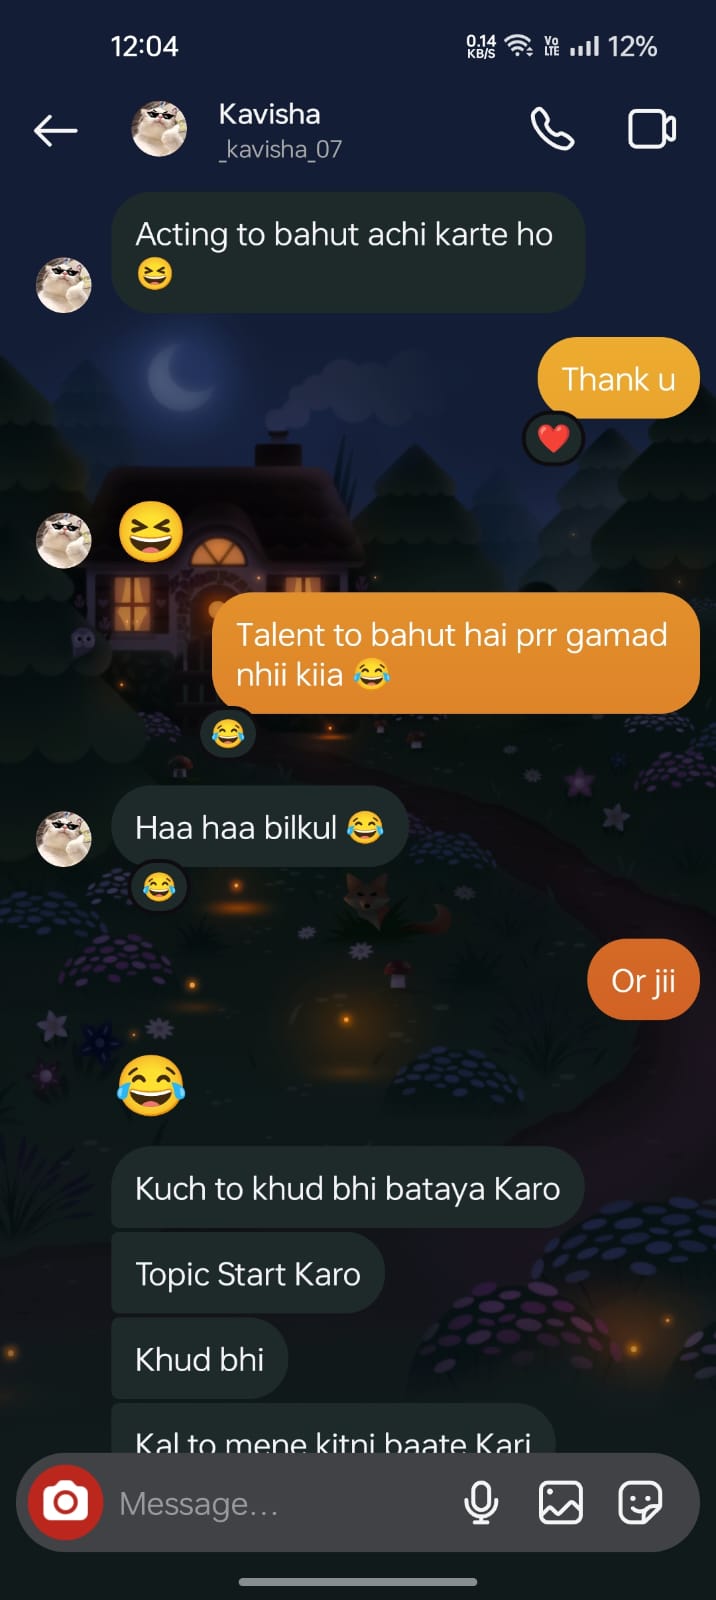 12:04
0.14 KB/S Vo LTE 12%
Kavisha
_kavisha_07
Acting to bahut achi karte ho
😆
Thank u
❤️
😆
Talent to bahut hai prr gamad
nhii kiia 😂
😂
Haa haa bilkul 😂
😂
Or jii
😂
Kuch to khud bhi bataya Karo
Topic Start Karo
Khud bhi
Kal to mene kitni baate Kari
Message...